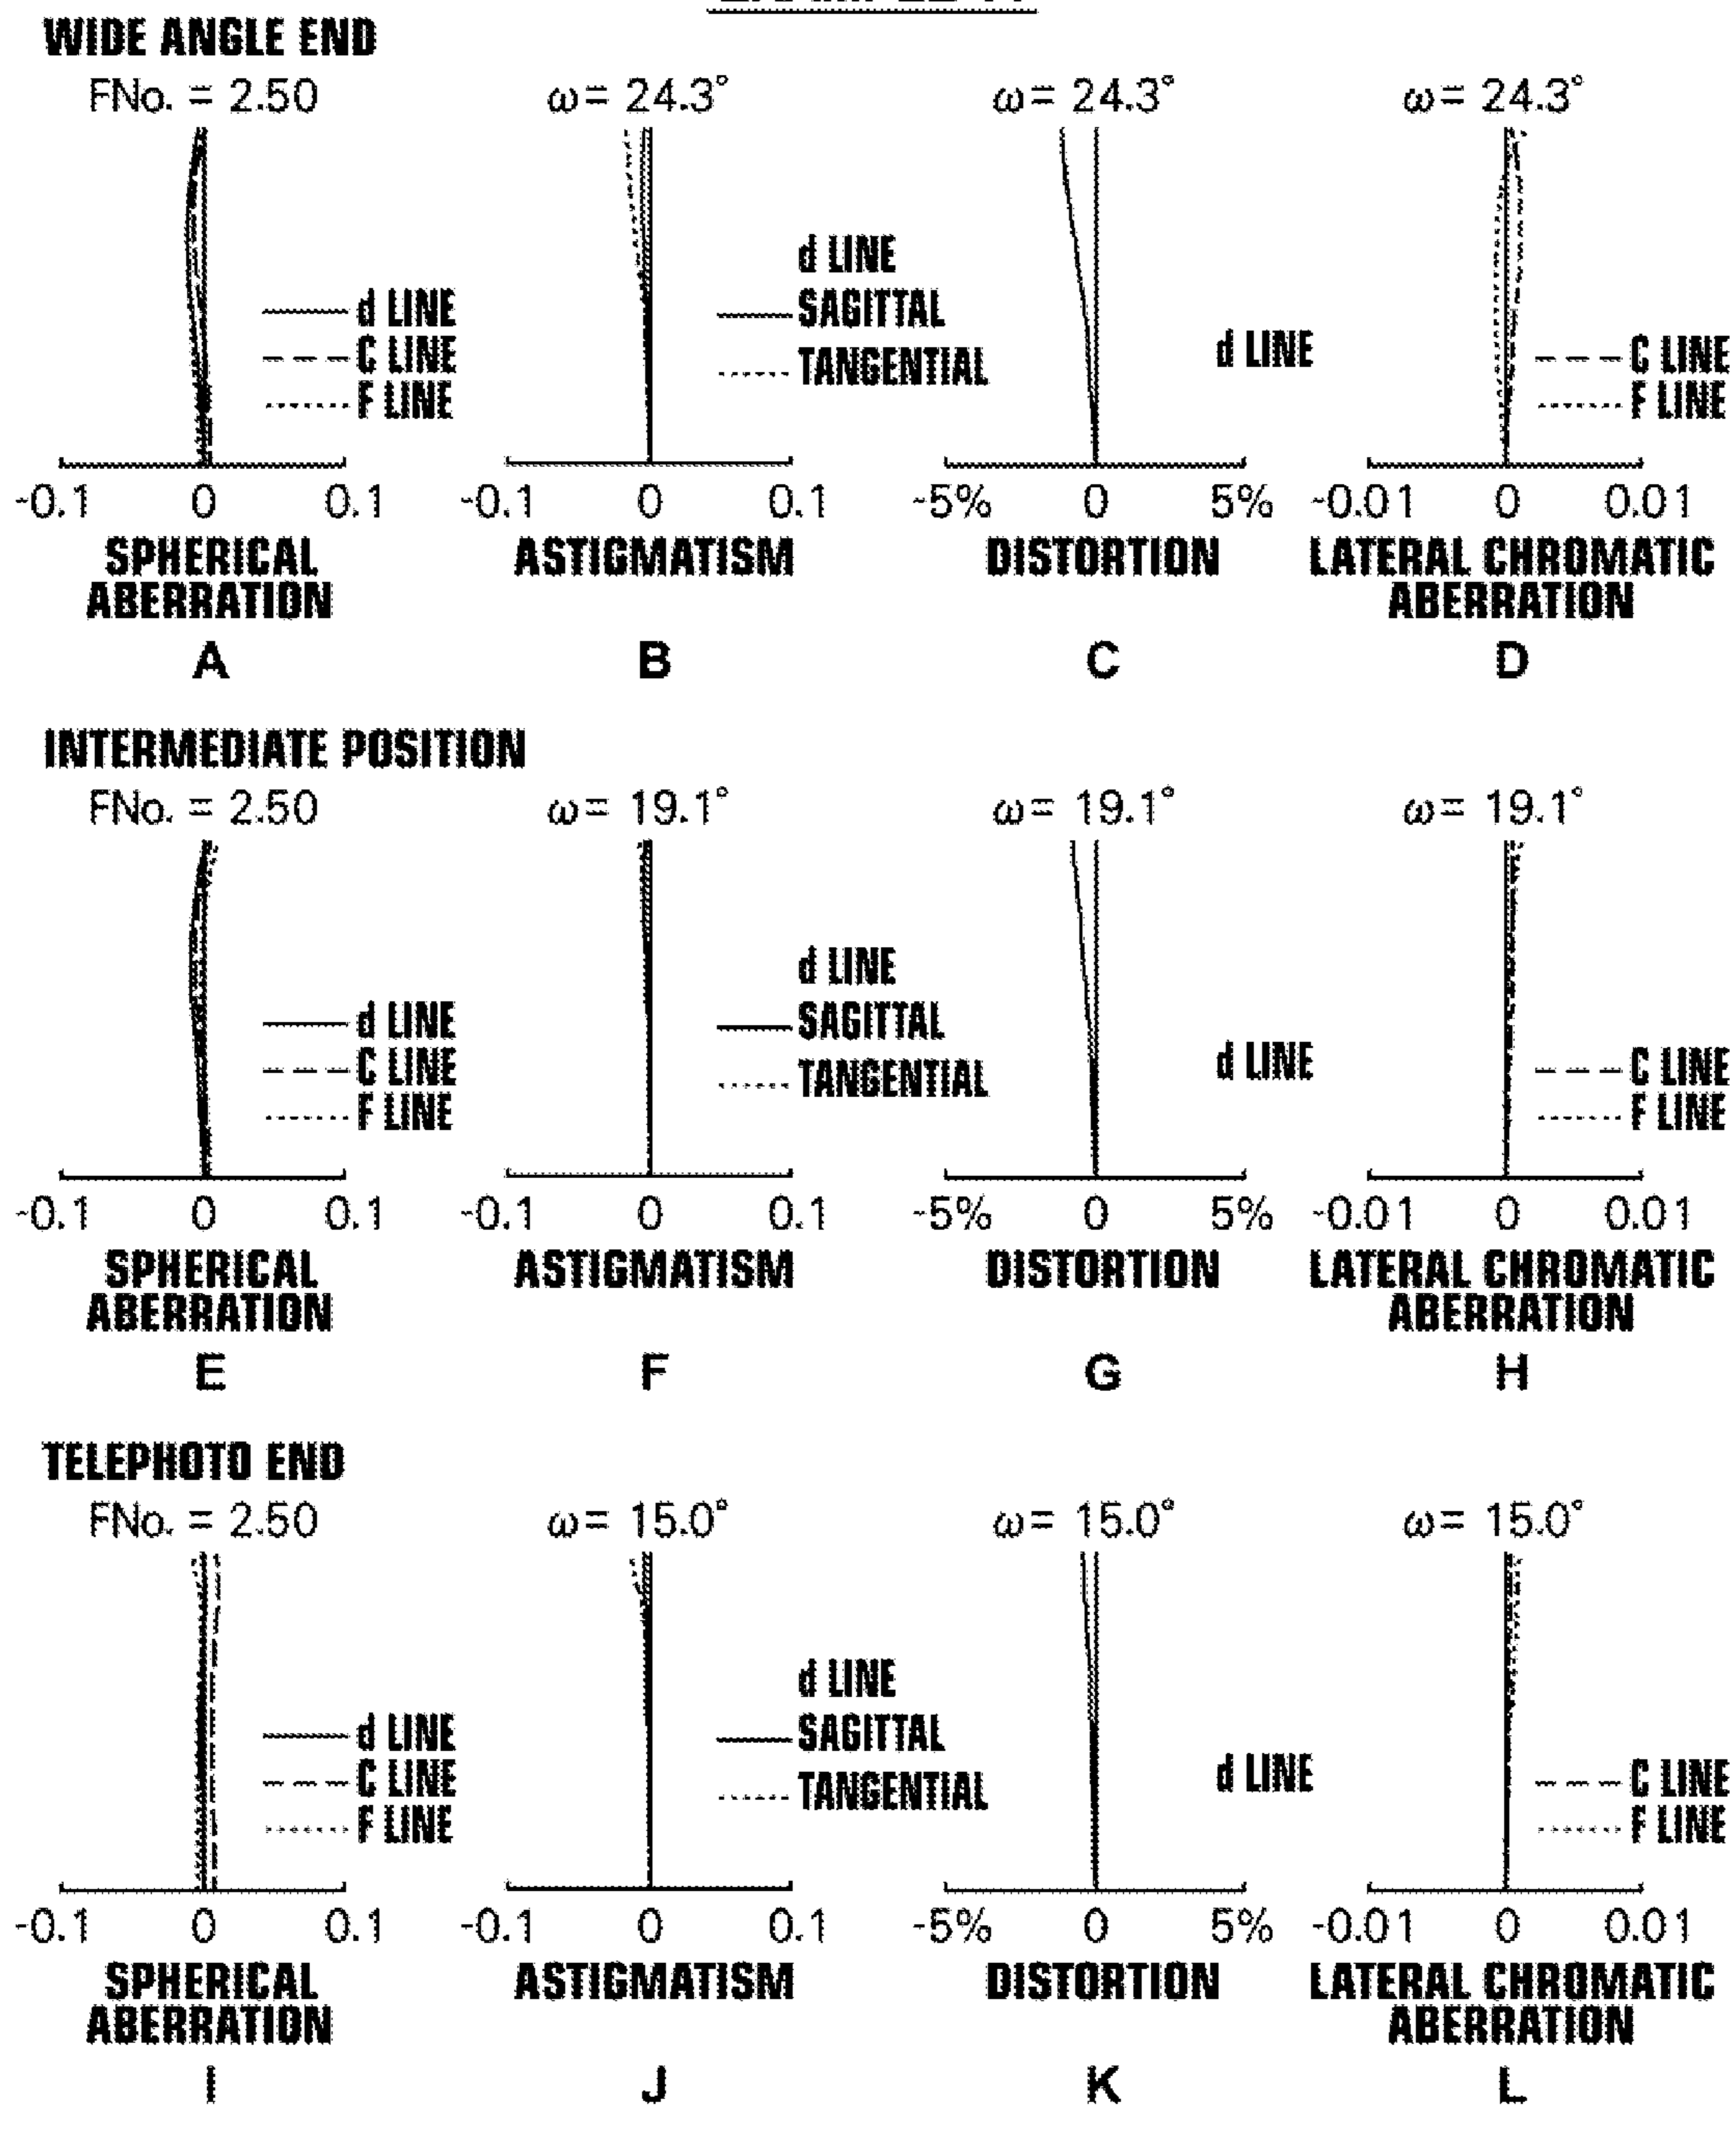 WIDE ANGLE END
FNo. = 2.50 ω= 24.3° ω= 24.3° ω= 24.3°
d LINE
C LINE
F LINE
d LINE
SAGITTAL
TANGENTIAL
d LINE
C LINE
F LINE
-0.1 0 0.1 -0.1 0 0.1 -5% 0 5% -0.01 0 0.01
SPHERICAL ABERRATION
ASTIGMATISM
DISTORTION
LATERAL CHROMATIC ABERRATION
A B C D
INTERMEDIATE POSITION
FNo. = 2.50 ω= 19.1° ω= 19.1° ω= 19.1°
d LINE
C LINE
F LINE
d LINE
SAGITTAL
TANGENTIAL
d LINE
C LINE
F LINE
-0.1 0 0.1 -0.1 0 0.1 -5% 0 5% -0.01 0 0.01
SPHERICAL ABERRATION
ASTIGMATISM
DISTORTION
LATERAL CHROMATIC ABERRATION
E F G H
TELEPHOTO END
FNo. = 2.50 ω= 15.0° ω= 15.0° ω= 15.0°
d LINE
C LINE
F LINE
d LINE
SAGITTAL
TANGENTIAL
d LINE
C LINE
F LINE
-0.1 0 0.1 -0.1 0 0.1 -5% 0 5% -0.01 0 0.01
SPHERICAL ABERRATION
ASTIGMATISM
DISTORTION
LATERAL CHROMATIC ABERRATION
I J K L